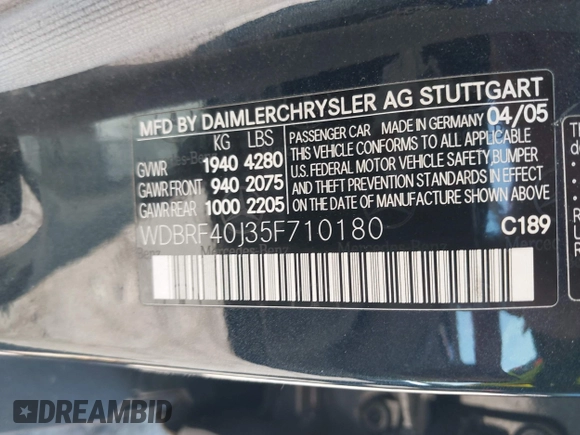 MFD BY DAIMLERCHRYSLER AG STUTTGART
KG LBS
GVWR 1940 4280
GAWR FRONT 940 2075
GAWR REAR 1000 2205
PASSENGER CAR MADE IN GERMANY 04/05
THIS VEHICLE CONFORMS TO ALL APPLICABLE
U.S. FEDERAL MOTOR VEHICLE SAFETY, BUMPER
AND THEFT PREVENTION STANDARDS IN EFFECT
ON THE DATE OF MANUFACTURE SHOWN ABOVE
WDBRF40J35F710180 C189
Mercedes-Benz
DREAMBID